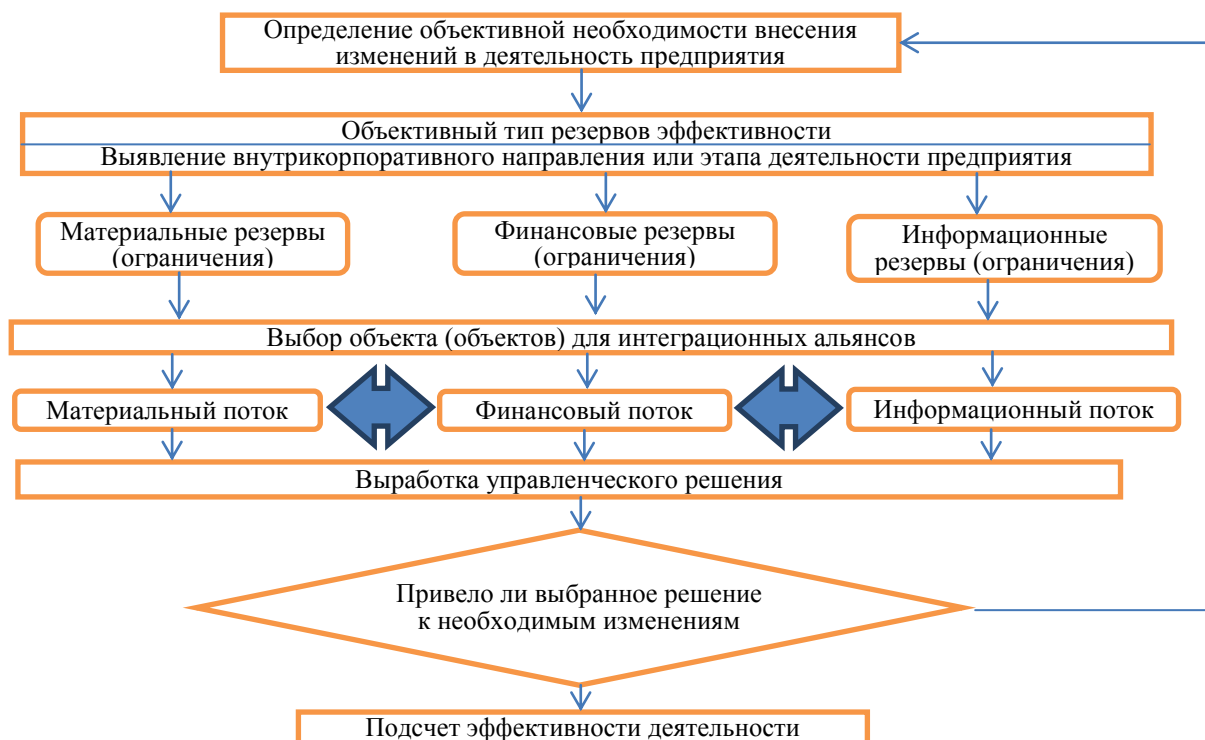 Определение объективной необходимости внесения
изменений в деятельность предприятия
Объективный тип резервов эффективности
Выявление внутрикорпоративного направления или этапа деятельности предприятия
Материальные резервы
(ограничения)
Финансовые резервы
(ограничения)
Информационные
резервы (ограничения)
Выбор объекта (объектов) для интеграционных альянсов
Материальный поток
Финансовый поток
Информационный поток
Выработка управленческого решения
Привело ли выбранное решение
к необходимым изменениям
Подсчет эффективности деятельности